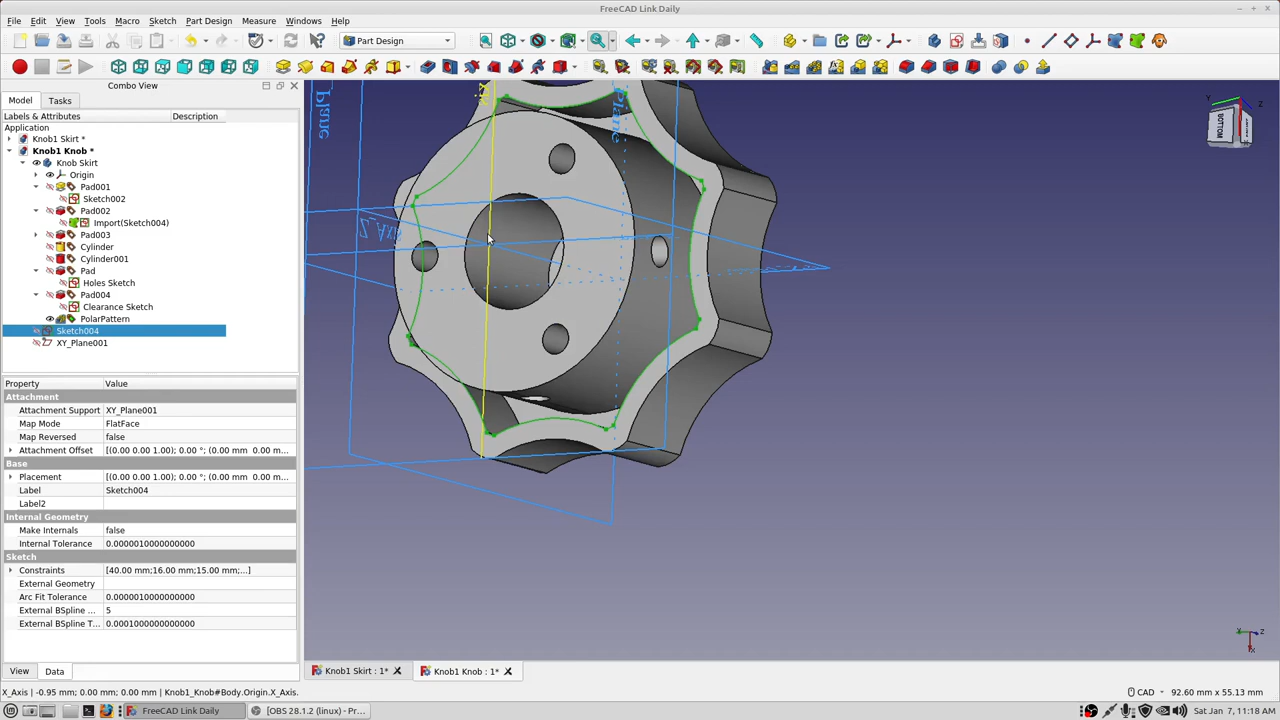 FreeCAD Link Daily
File Edit View Tools Macro Sketch Part Design Measure Windows Help
Part Design
Combo View
Model Tasks
Labels & Attributes Description
Application
Knob1 Skirt *
Knob1 Knob *
Knob Skirt
Origin
Pad001
Sketch002
Pad002
Import(Sketch004)
Pad003
Cylinder
Cylinder001
Pad
Holes Sketch
Pad004
Clearance Sketch
PolarPattern
Sketch004
XY_Plane001
Property Value
Attachment
Attachment Support XY_Plane001
Map Mode FlatFace
Map Reversed false
Attachment Offset [(0.00 0.00 1.00); 0.00 °; (0.00 mm 0.00 m...
Base
Placement [(0.00 0.00 1.00); 0.00 °; (0.00 mm 0.00 m...
Label Sketch004
Label2
Internal Geometry
Make Internals false
Internal Tolerance 0.0000010000000000
Sketch
Constraints [40.00 mm;16.00 mm;15.00 mm;...]
External Geometry
Arc Fit Tolerance 0.0000010000000000
External BSpline ... 5
External BSpline T... 0.0001000000000000
View Data
Plane
Plane
Y
Z
BOTTOM
Y
Z
X
Knob1 Skirt : 1*
Knob1 Knob : 1*
X_Axis | -0.95 mm; 0.00 mm; 0.00 mm | Knob1_Knob#Body.Origin.X_Axis.
CAD
92.60 mm x 55.13 mm
FreeCAD Link Daily
[OBS 28.1.2 (linux) - Pr...
Sat Jan 7, 11:18 AM